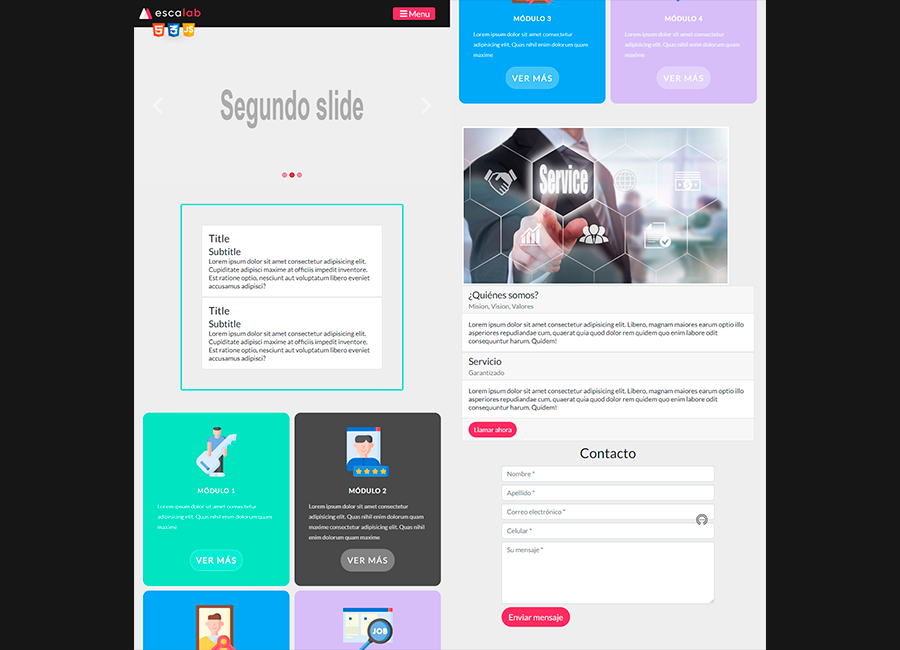 escalab
Menu
JS
Segundo slide
Title
Subtitle
Lorem ipsum dolor sit amet consectetur adipisicing elit.
Cupiditate adipisci maxime at officiis impedit inventore.
Est ratione optio, nesciunt aut voluptatum libero eveniet
accusamus adipisci?
Title
Subtitle
Lorem ipsum dolor sit amet consectetur adipisicing elit.
Cupiditate adipisci maxime at officiis impedit inventore.
Est ratione optio, nesciunt aut voluptatum libero eveniet
accusamus adipisci?
MÓDULO 1
Lorem ipsum dolor sit amet consectetur
adipisicing elit. Quas nihil enim dolorum quam
maxime
VER MÁS
MÓDULO 2
Lorem ipsum dolor sit amet consectetur
adipisicing elit. Quas nihil enim dolorum quam
maxime consectetur adipisicing elit. Quas nihil
enim dolorum quam maxime
VER MÁS
JOB
MÓDULO 3
Lorem ipsum dolor sit amet consectetur
adipisicing elit. Quas nihil enim dolorum quam
maxime
VER MÁS
MÓDULO 4
Lorem ipsum dolor sit amet consectetur
adipisicing elit. Quas nihil enim dolorum quam
maxime
VER MÁS
Service
¿Quiénes somos?
Mision, Vision, Valores
Lorem ipsum dolor sit amet consectetur adipisicing elit. Libero, magnam maiores earum optio illo
asperiores repudiandae cum, quaerat quia quod dolor rem quam enim labore odit
consequuntur harum. Quidem!
Servicio
Garantizado
Lorem ipsum dolor sit amet consectetur adipisicing elit. Libero, magnam maiores earum optio illo
asperiores repudiandae cum, quaerat quia quod dolor rem quam enim labore odit
consequuntur harum. Quidem!
Llamar ahora
Contacto
Nombre *
Apellido *
Correo electrónico *
Celular *
Su mensaje *
Enviar mensaje